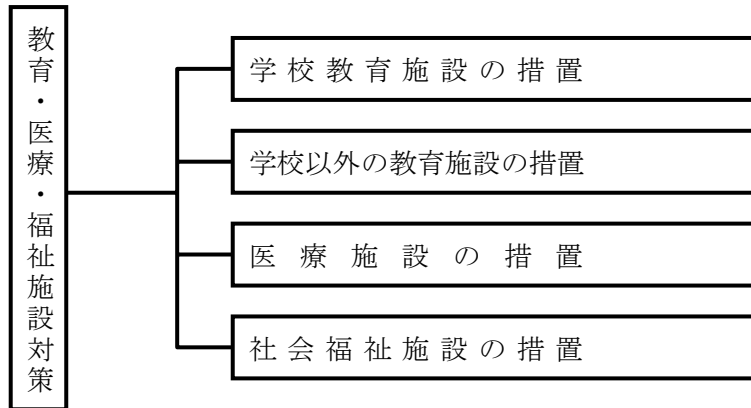 教育・医療・福祉施設対策
学校教育施設の措置
学校以外の教育施設の措置
医療施設の措置
社会福祉施設の措置